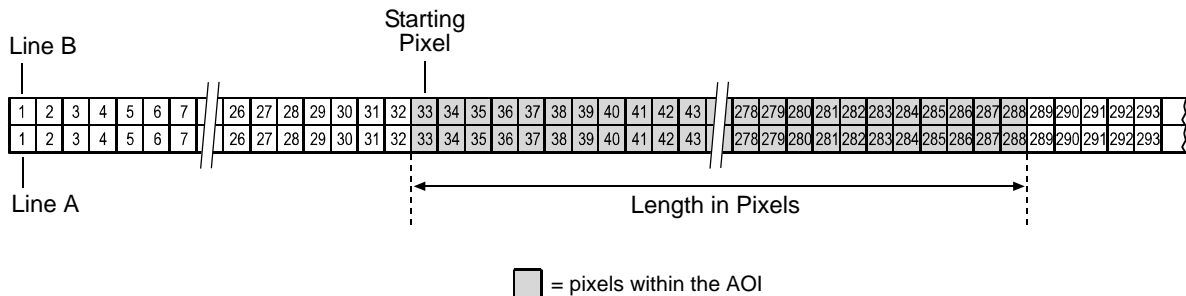 Starting
Pixel
Line B
1 2 3 4 5 6 7 26 27 28 29 30 31 32 33 34 35 36 37 38 39 40 41 42 43 278 279 280 281 282 283 284 285 286 287 288 289 290 291 292 293
1 2 3 4 5 6 7 26 27 28 29 30 31 32 33 34 35 36 37 38 39 40 41 42 43 278 279 280 281 282 283 284 285 286 287 288 289 290 291 292 293
Line A
Length in Pixels
= pixels within the AOI